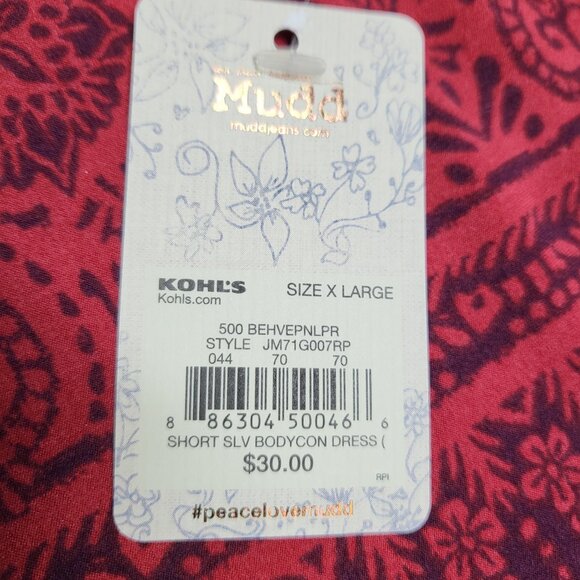 Mudd
muddjeans.com
KOHL'S
Kohls.com
SIZE X LARGE
500 BEHVEPNLPR
STYLE JM71G007RP
044 70 70
8 86304 50046 6
SHORT SLV BODYCON DRESS (
$30.00
RPI
#peacelovemudd